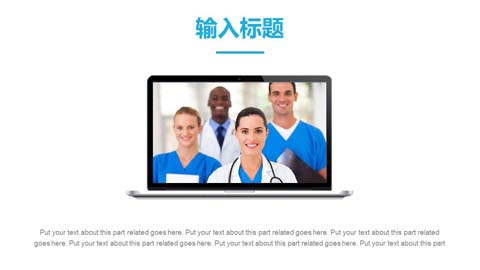 输入标题
Put your text about this part related goes here. Put your text about this part related goes here. Put your text about this part related
goes here. Put your text about this part related goes here. Put your text about this part related goes here. Put your text about this part